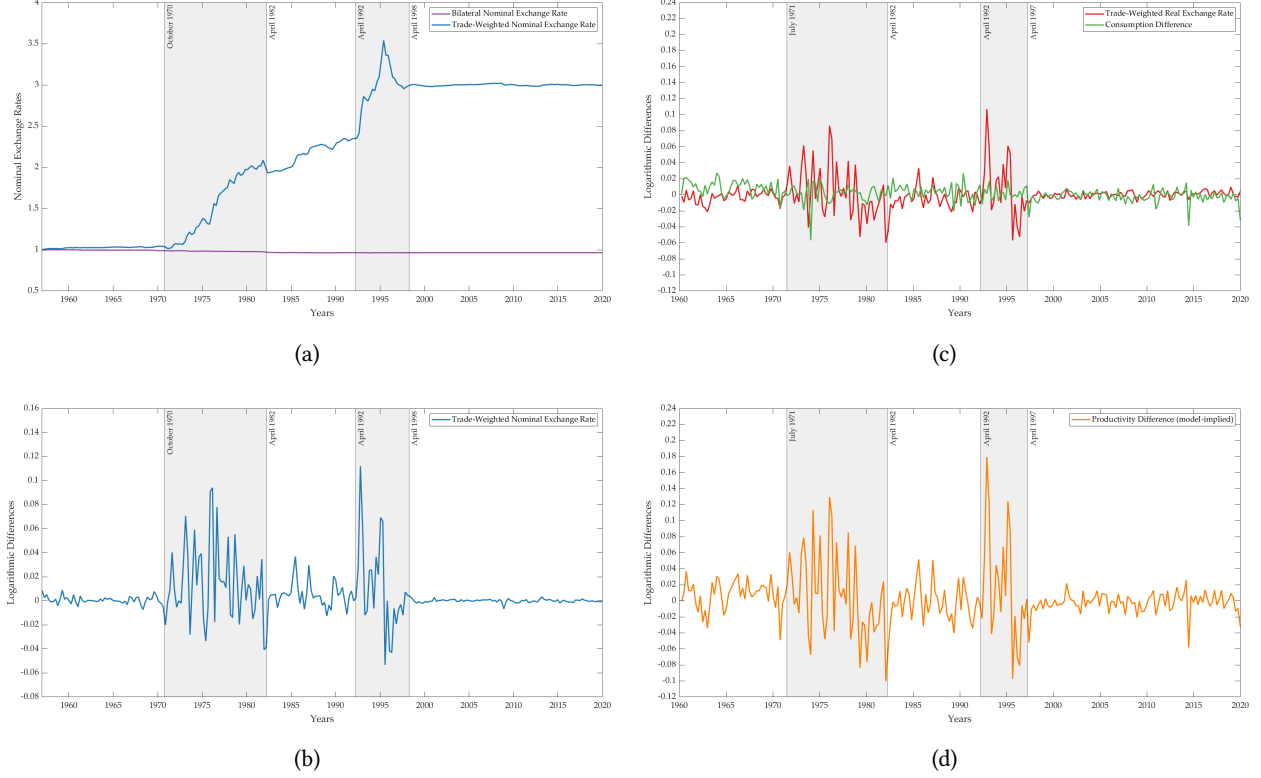 Bilateral Nominal Exchange Rate
Trade-Weighted Nominal Exchange Rate
October 1970
April 1982
April 1992
April 1998
Nominal Exchange Rates
4
3.5
3
2.5
2
1.5
1
0.5
1960 1965 1970 1975 1980 1985 1990 1995 2000 2005 2010 2015 2020
Years
(a)
Trade-Weighted Real Exchange Rate
Consumption Difference
July 1971
April 1982
April 1992
April 1997
Logarithmic Differences
0.24
0.22
0.2
0.18
0.16
0.14
0.12
0.1
0.08
0.06
0.04
0.02
0
-0.02
-0.04
-0.06
-0.08
-0.1
-0.12
1960 1965 1970 1975 1980 1985 1990 1995 2000 2005 2010 2015 2020
Years
(c)
Trade-Weighted Nominal Exchange Rate
October 1970
April 1982
April 1992
April 1998
Logarithmic Differences
0.16
0.14
0.12
0.1
0.08
0.06
0.04
0.02
0
-0.02
-0.04
-0.06
-0.08
1960 1965 1970 1975 1980 1985 1990 1995 2000 2005 2010 2015 2020
Years
(b)
Productivity Difference (model-implied)
July 1971
April 1982
April 1992
April 1997
Logarithmic Differences
0.24
0.22
0.2
0.18
0.16
0.14
0.12
0.1
0.08
0.06
0.04
0.02
0
-0.02
-0.04
-0.06
-0.08
-0.1
-0.12
1960 1965 1970 1975 1980 1985 1990 1995 2000 2005 2010 2015 2020
Years
(d)